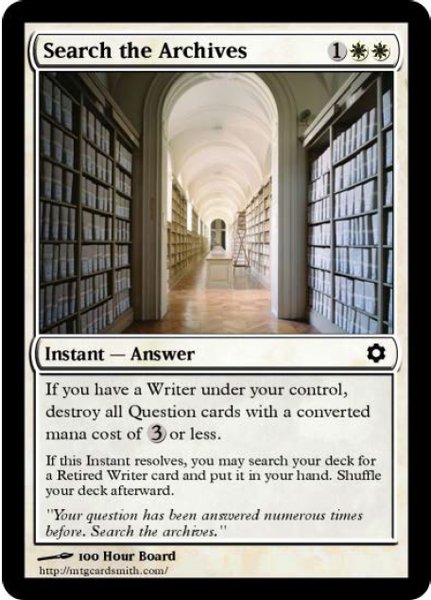 Search the Archives 1
Instant — Answer
If you have a Writer under your control,
destroy all Question cards with a converted
mana cost of 3 or less.
If this Instant resolves, you may search your deck for
a Retired Writer card and put it in your hand. Shuffle
your deck afterward.
"Your question has been answered numerous times
before. Search the archives."
100 Hour Board
http://mtgcardsmith.com/